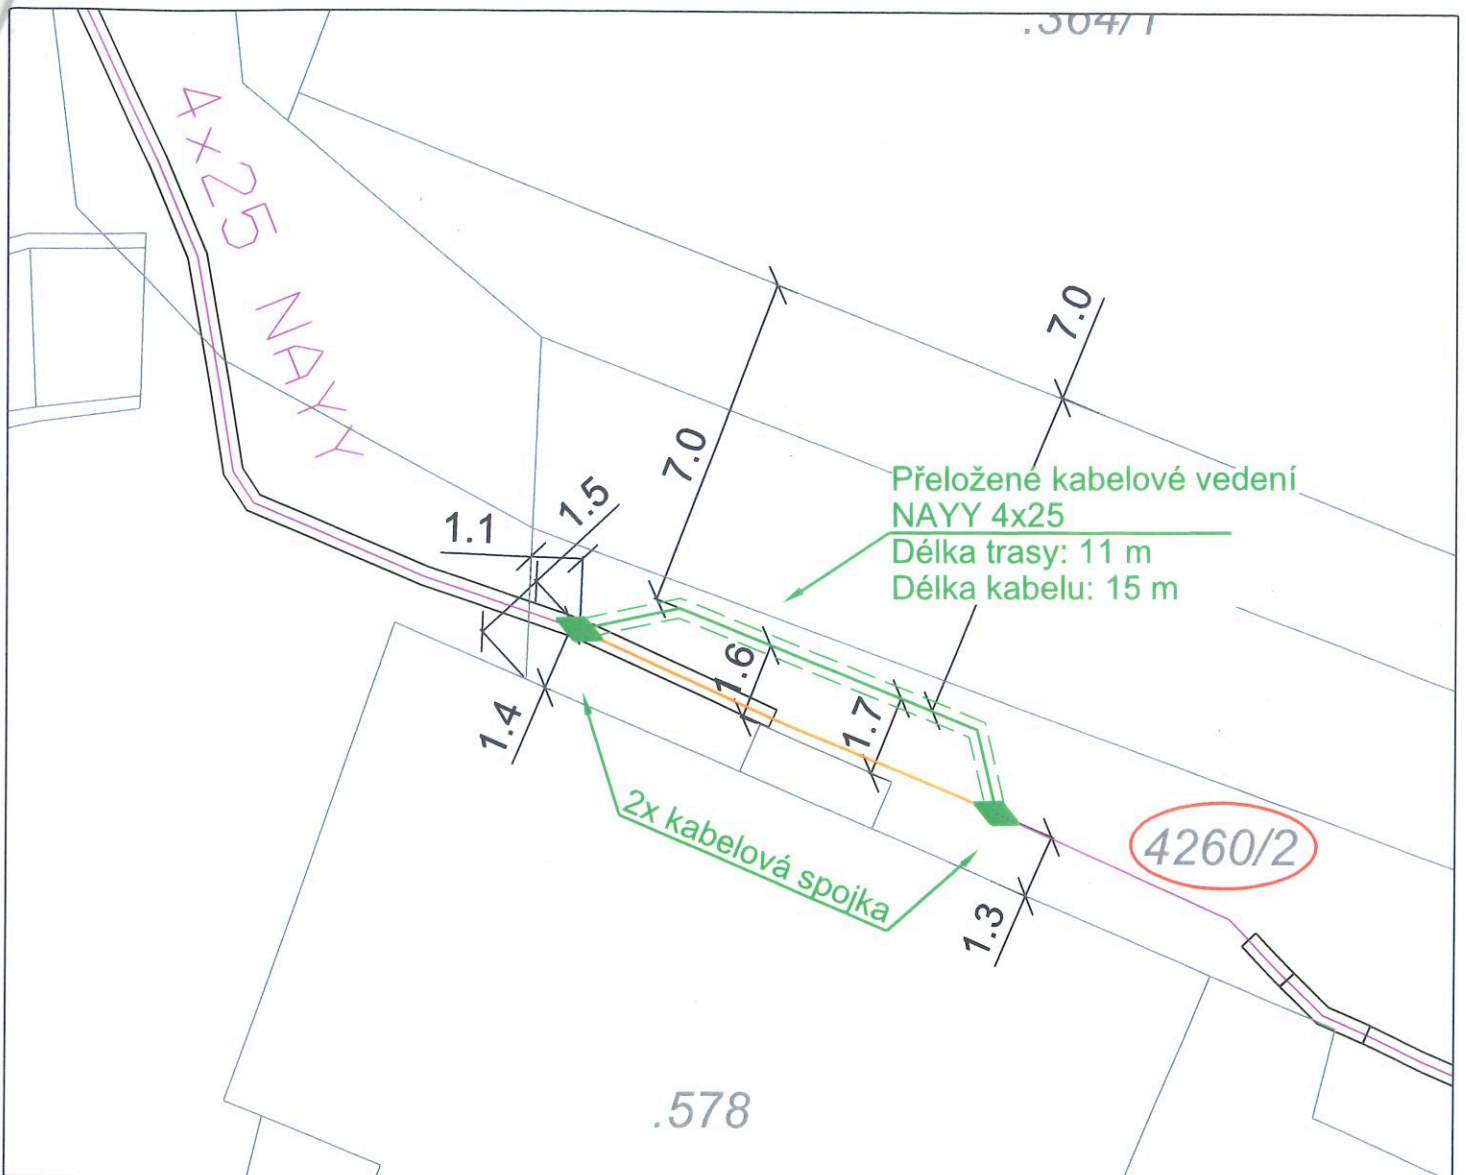 .364/1
4x25 NAYY
7.0
7.0
1.5
1.1
Přeložené kabelové vedení
NAYY 4x25
Délka trasy: 11 m
Délka kabelu: 15 m
1.6
1.7
1.4
2x kabelová spojka
4260/2
1.3
.578